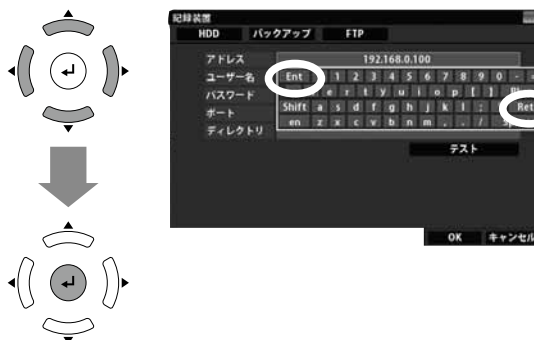 記録装置
HDD バックアップ FTP
アドレス 192.168.0.100
ユーザー名 Ent 1 2 3 4 5 6 7 8 9 0 - =
パスワード e r t y u i o p [ ]
Shift a s d f g h j k l ; Ret
ポート
en z x c v b n m , . /
ディレクトリ
テスト
OK キャンセル